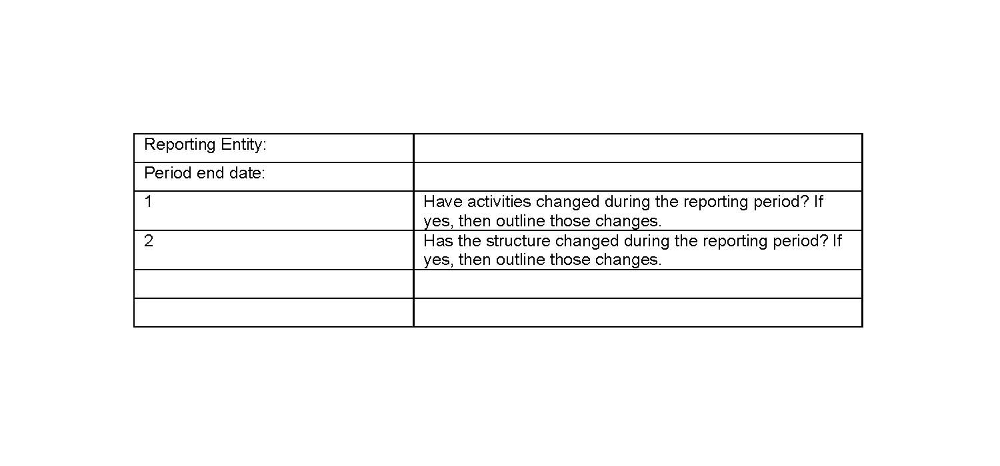 Reporting Entity:
Period end date:
1
Have activities changed during the reporting period? If
yes, then outline those changes.
2
Has the structure changed during the reporting period? If
yes, then outline those changes.